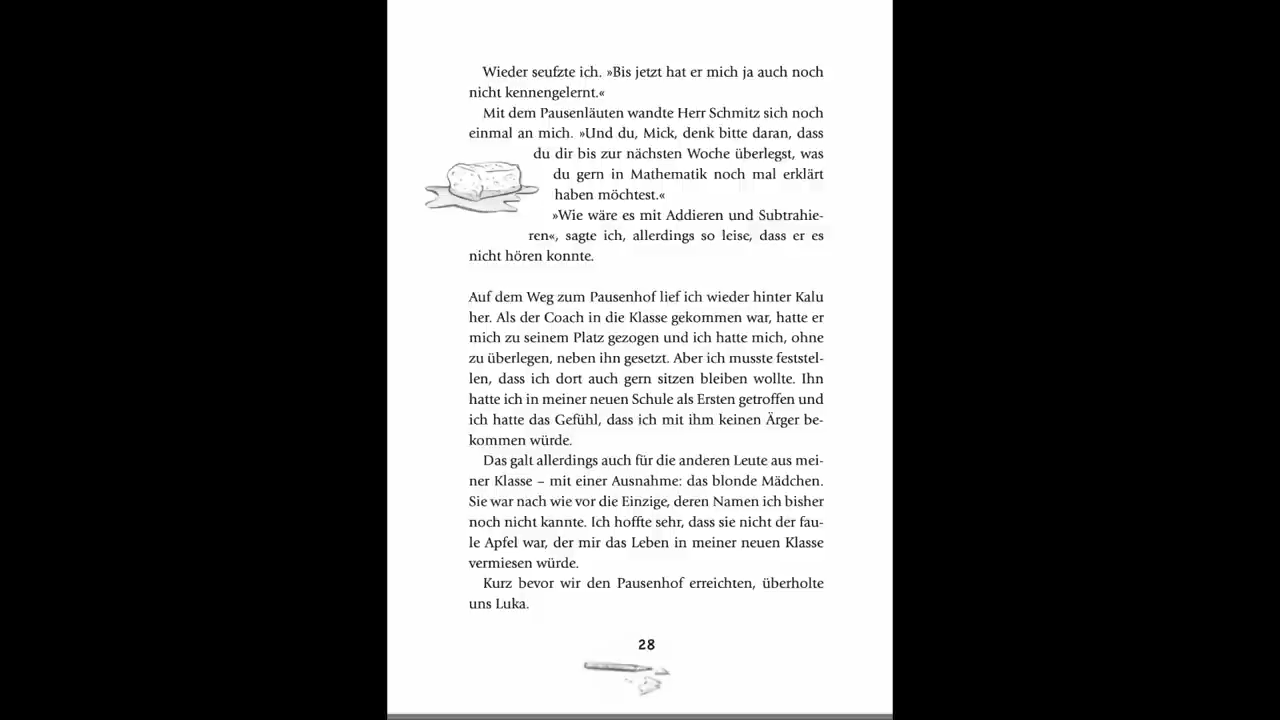 Wieder seufzte ich. »Bis jetzt hat er mich ja auch noch
nicht kennengelernt.«
Mit dem Pausenläuten wandte Herr Schmitz sich noch
einmal an mich. »Und du, Mick, denk bitte daran, dass
du dir bis zur nächsten Woche überlegst, was
du gern in Mathematik noch mal erklärt
haben möchtest.«
»Wie wäre es mit Addieren und Subtrahie-
ren«, sagte ich, allerdings so leise, dass er es
nicht hören konnte.
Auf dem Weg zum Pausenhof lief ich wieder hinter Kalu
her. Als der Coach in die Klasse gekommen war, hatte er
mich zu seinem Platz gezogen und ich hatte mich, ohne
zu überlegen, neben ihn gesetzt. Aber ich musste feststel-
len, dass ich dort auch gern sitzen bleiben wollte. Ihn
hatte ich in meiner neuen Schule als Ersten getroffen und
ich hatte das Gefühl, dass ich mit ihm keinen Ärger be-
kommen würde.
Das galt allerdings auch für die anderen Leute aus mei-
ner Klasse – mit einer Ausnahme: das blonde Mädchen.
Sie war nach wie vor die Einzige, deren Namen ich bisher
noch nicht kannte. Ich hoffte sehr, dass sie nicht der fau-
le Apfel war, der mir das Leben in meiner neuen Klasse
vermiesen würde.
Kurz bevor wir den Pausenhof erreichten, überholte
uns Luka.
28